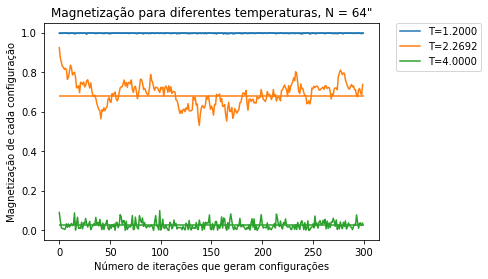 Magnetização para diferentes temperaturas, N = 64"
T=1.2000
T=2.2692
T=4.0000
Magnetização de cada configuração
1.0
0.8
0.6
0.4
0.2
0.0
0 50 100 150 200 250 300
Número de iterações que geram configurações